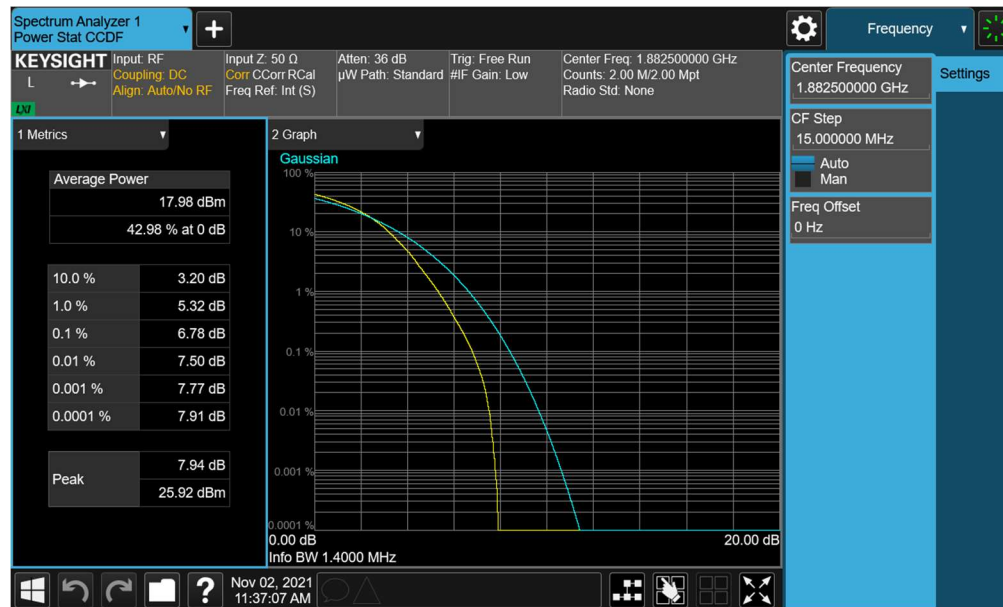 Spectrum Analyzer 1
Power Stat CCDF
Frequency
KEYSIGHT
L
LXI
Input: RF
Coupling: DC
Align: Auto/No RF
Input Z: 50 Ω
Corr CCorr RCal
Freq Ref: Int (S)
Atten: 36 dB
µW Path: Standard
Trig: Free Run
#IF Gain: Low
Center Freq: 1.882500000 GHz
Counts: 2.00 M/2.00 Mpt
Radio Std: None
Center Frequency
1.882500000 GHz
Settings
CF Step
15.000000 MHz
Auto
Man
Freq Offset
0 Hz
1 Metrics
Average Power
17.98 dBm
42.98 % at 0 dB
10.0 % 3.20 dB
1.0 % 5.32 dB
0.1 % 6.78 dB
0.01 % 7.50 dB
0.001 % 7.77 dB
0.0001 % 7.91 dB
Peak
7.94 dB
25.92 dBm
2 Graph
Gaussian
100 %
10 %
1 %
0.1 %
0.01 %
0.001 %
0.0001 %
0.00 dB 20.00 dB
Info BW 1.4000 MHz
Nov 02, 2021
11:37:07 AM